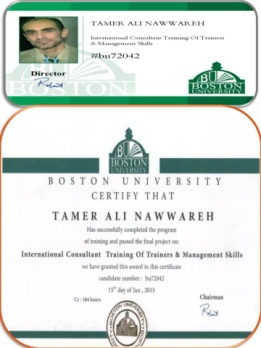 TAMER ALI NAWWAREH
International Consultant Training Of Trainers
& Management Skills
#bu72042
Director
BOSTON
UNIVERSITY
BOSTON
UNIVERSITY
BOSTON UNIVERSITY
CERTIFY THAT
TAMER ALI NAWWAREH
Has successfully completed the program
of training and passed the final project on:
International Consultant Training Of Trainers & Management Skills
we have granted this award in this certificate
candidate number : bu72042
15th day of Jan , 2015
Cr : 104 hours
Chairman
BOSTON